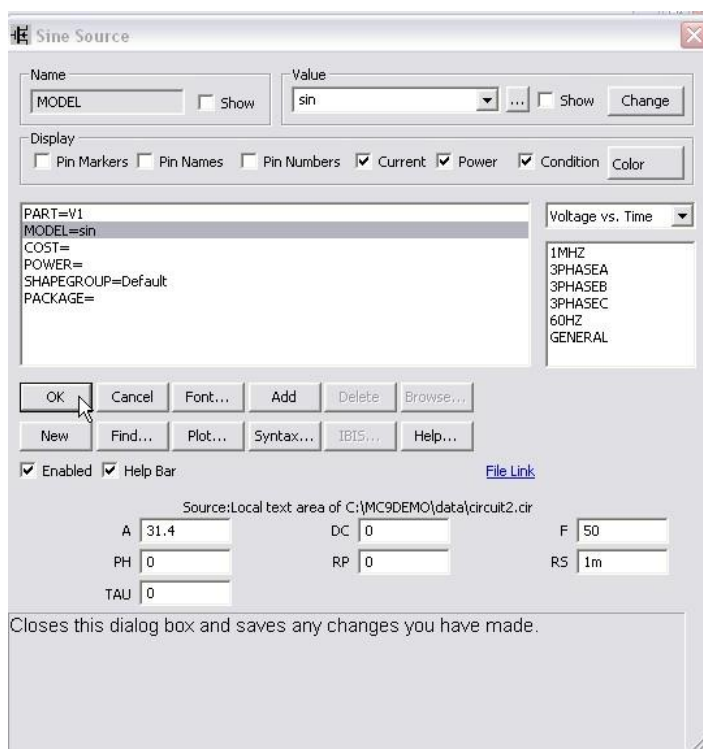 Sine Source
Name
MODEL
Show
Value
sin
...
Show
Change
Display
Pin Markers
Pin Names
Pin Numbers
Current
Power
Condition
Color
PART=V1
MODEL=sin
COST=
POWER=
SHAPEGROUP=Default
PACKAGE=
Voltage vs. Time
1MHZ
3PHASEA
3PHASEB
3PHASEC
60HZ
GENERAL
OK
Cancel
Font...
Add
Delete
Browse...
New
Find...
Plot...
Syntax...
IBIS...
Help...
Enabled
Help Bar
File Link
Source:Local text area of C:\MC9DEMO\data\circuit2.cir
A 31.4
DC 0
F 50
PH 0
RP 0
RS 1m
TAU 0
Closes this dialog box and saves any changes you have made.